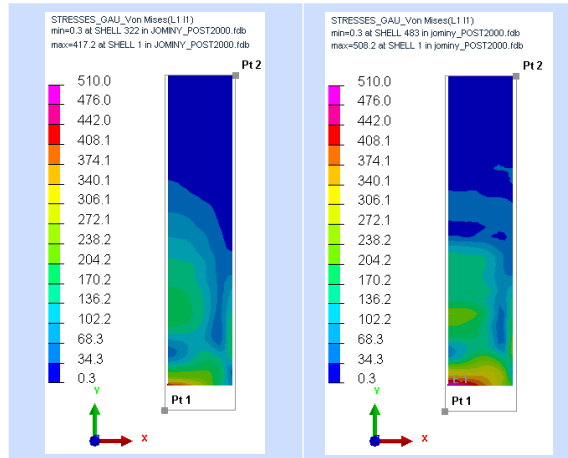 STRESSES_GAU_Von Mises(L1 I1)
min=0.3 at SHELL 322 in JOMINY_POST2000.fdb
max=417.2 at SHELL 1 in JOMINY_POST2000.fdb
Pt 2
510.0
476.0
442.0
408.1
374.1
340.1
306.1
272.1
238.2
204.2
170.2
136.2
102.2
68.3
34.3
0.3
Pt 1
Y
X
STRESSES_GAU_Von Mises(L1 I1)
min=0.3 at SHELL 483 in jominy_POST2000.fdb
max=508.2 at SHELL 1 in jominy_POST2000.fdb
Pt 2
510.0
476.0
442.0
408.1
374.1
340.1
306.1
272.1
238.2
204.2
170.2
136.2
102.2
68.3
34.3
0.3
Pt 1
Y
X